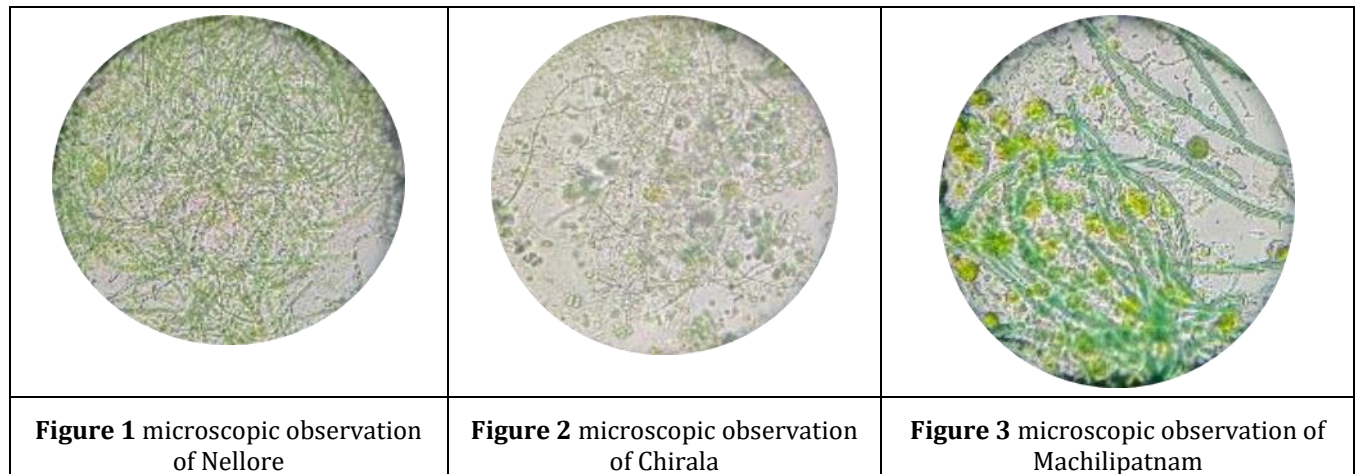 Figure 1 microscopic observation
of Nellore
Figure 2 microscopic observation
of Chirala
Figure 3 microscopic observation of
Machilipatnam